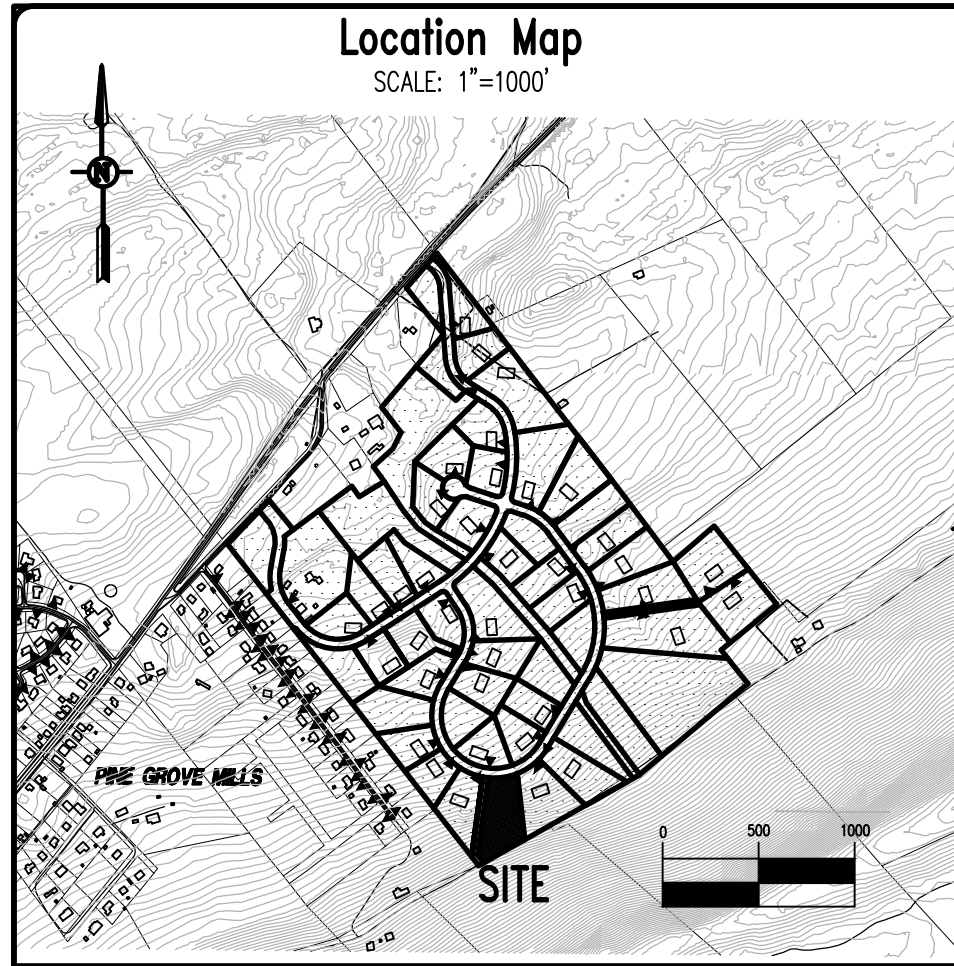 Location Map
SCALE: 1"=1000'
N
PINE GROVE MILLS
0 500 1000
SITE